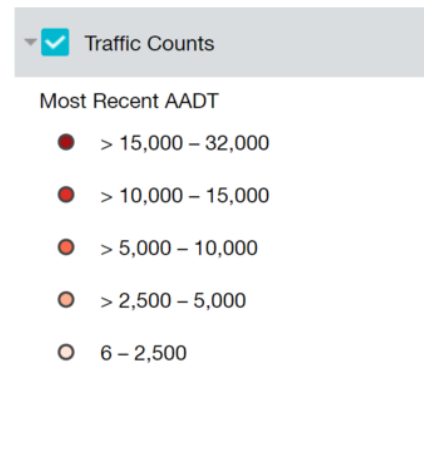 Traffic Counts
Most Recent AADT
> 15,000 – 32,000
> 10,000 – 15,000
> 5,000 – 10,000
> 2,500 – 5,000
6 – 2,500